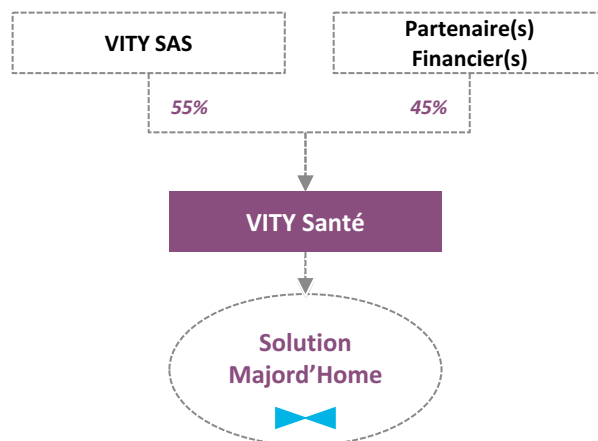 VITY SAS
Partenaire(s)
Financier(s)
55%
45%
VITY Santé
Solution
Majord’Home